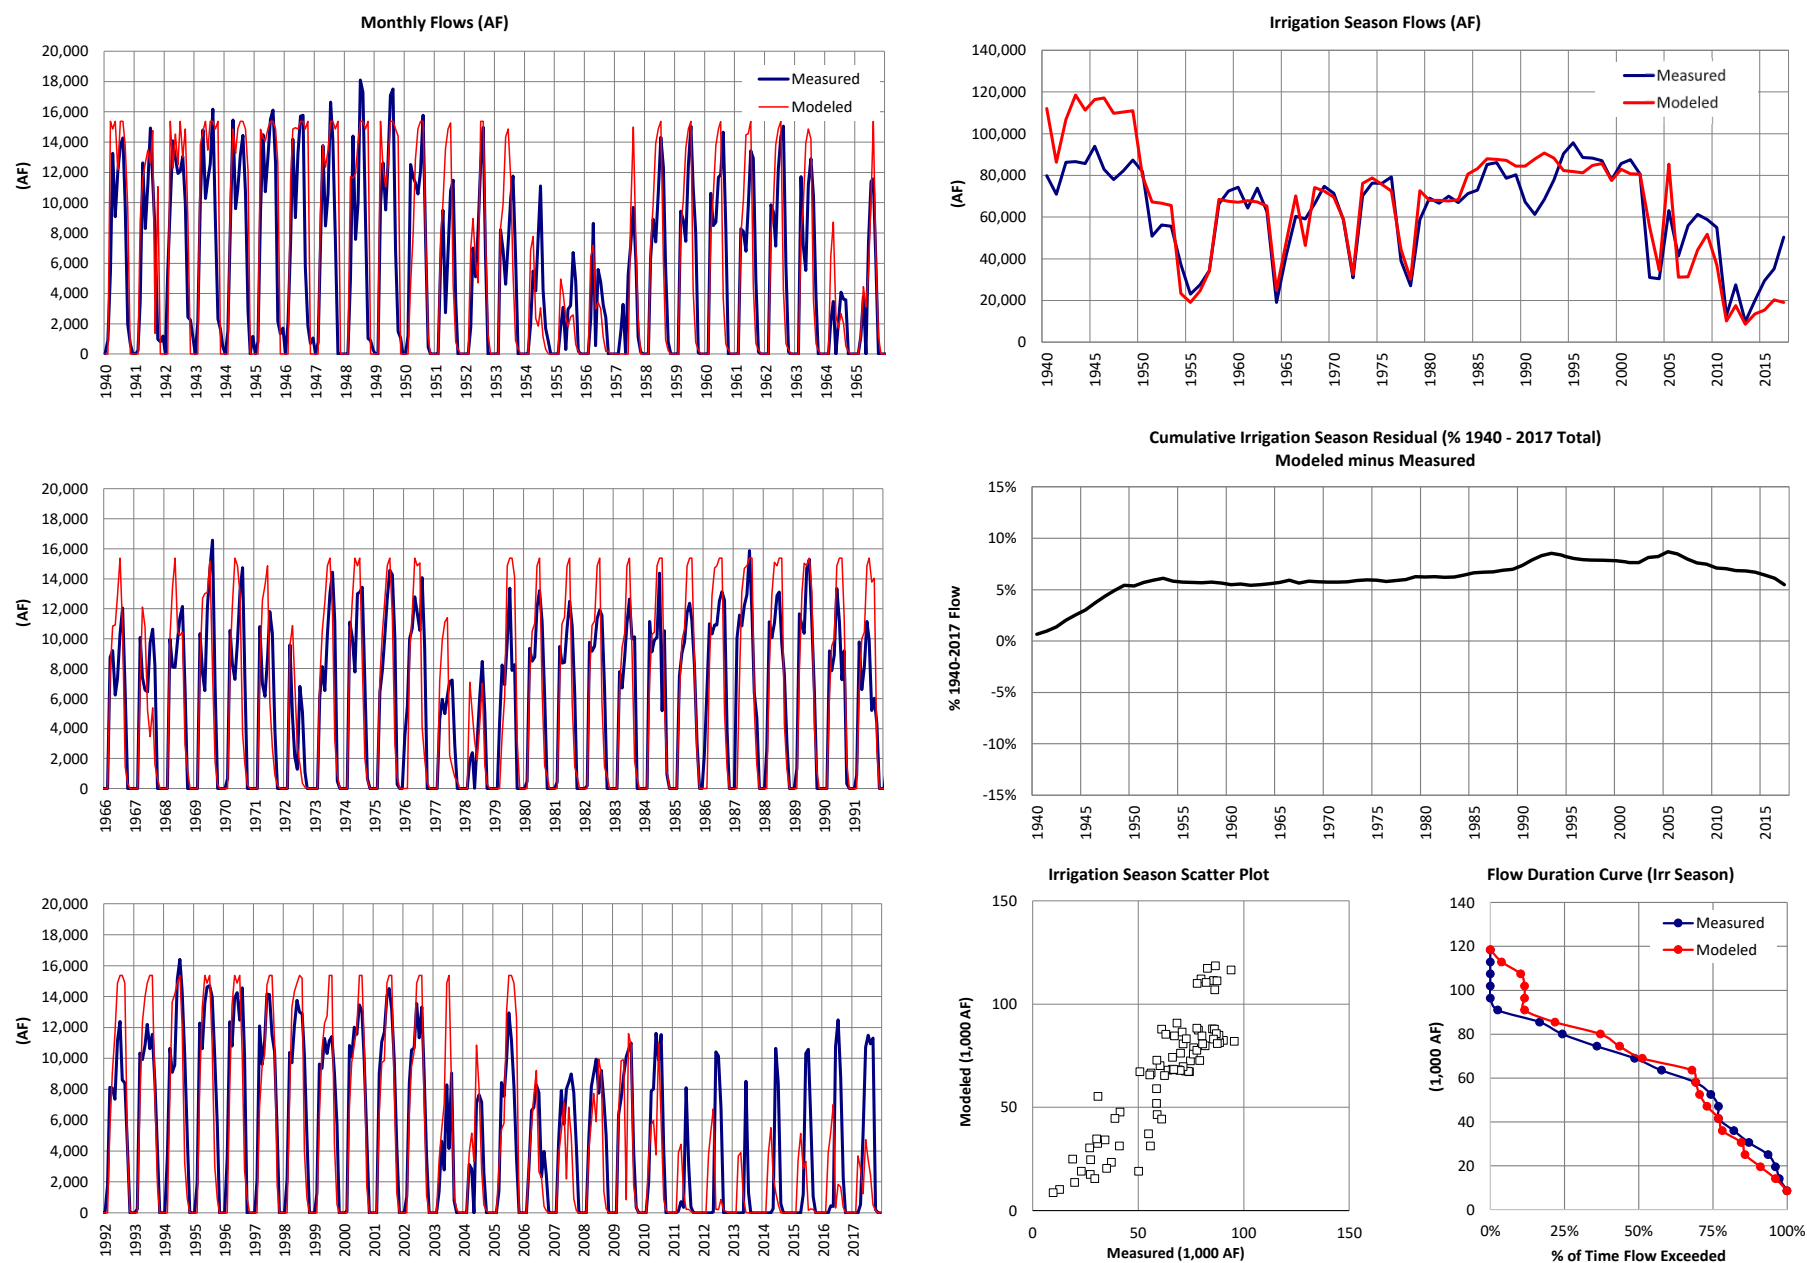 Monthly Flows (AF)
20,000
18,000
16,000
14,000
12,000
10,000
8,000
6,000
4,000
2,000
0
(AF)
Measured
Modeled
1940 1941 1942 1943 1944 1945 1946 1947 1948 1949 1950 1951 1952 1953 1954 1955 1956 1957 1958 1959 1960 1961 1962 1963 1964 1965
20,000
18,000
16,000
14,000
12,000
10,000
8,000
6,000
4,000
2,000
0
(AF)
1966 1967 1968 1969 1970 1971 1972 1973 1974 1975 1976 1977 1978 1979 1980 1981 1982 1983 1984 1985 1986 1987 1988 1989 1990 1991
20,000
18,000
16,000
14,000
12,000
10,000
8,000
6,000
4,000
2,000
0
1992 1993 1994 1995 1996 1997 1998 1999 2000 2001 2002 2003 2004 2005 2006 2007 2008 2009 2010 2011 2012 2013 2014 2015 2016 2017
Irrigation Season Flows (AF)
140,000
120,000
100,000
80,000
60,000
40,000
20,000
0
(AF)
Measured
Modeled
1940 1945 1950 1955 1960 1965 1970 1975 1980 1985 1990 1995 2000 2005 2010 2015
Cumulative Irrigation Season Residual (% 1940 - 2017 Total)
Modeled minus Measured
15%
10%
5%
0%
-5%
-10%
-15%
% 1940-2017 Flow
1940 1945 1950 1955 1960 1965 1970 1975 1980 1985 1990 1995 2000 2005 2010 2015
Irrigation Season Scatter Plot
150
100
50
0
Modeled (1,000 AF)
0 50 100 150
Measured (1,000 AF)
Flow Duration Curve (Irr Season)
140
120
100
80
60
40
20
0
(1,000 AF)
Measured
Modeled
0% 25% 50% 75% 100%
% of Time Flow Exceeded